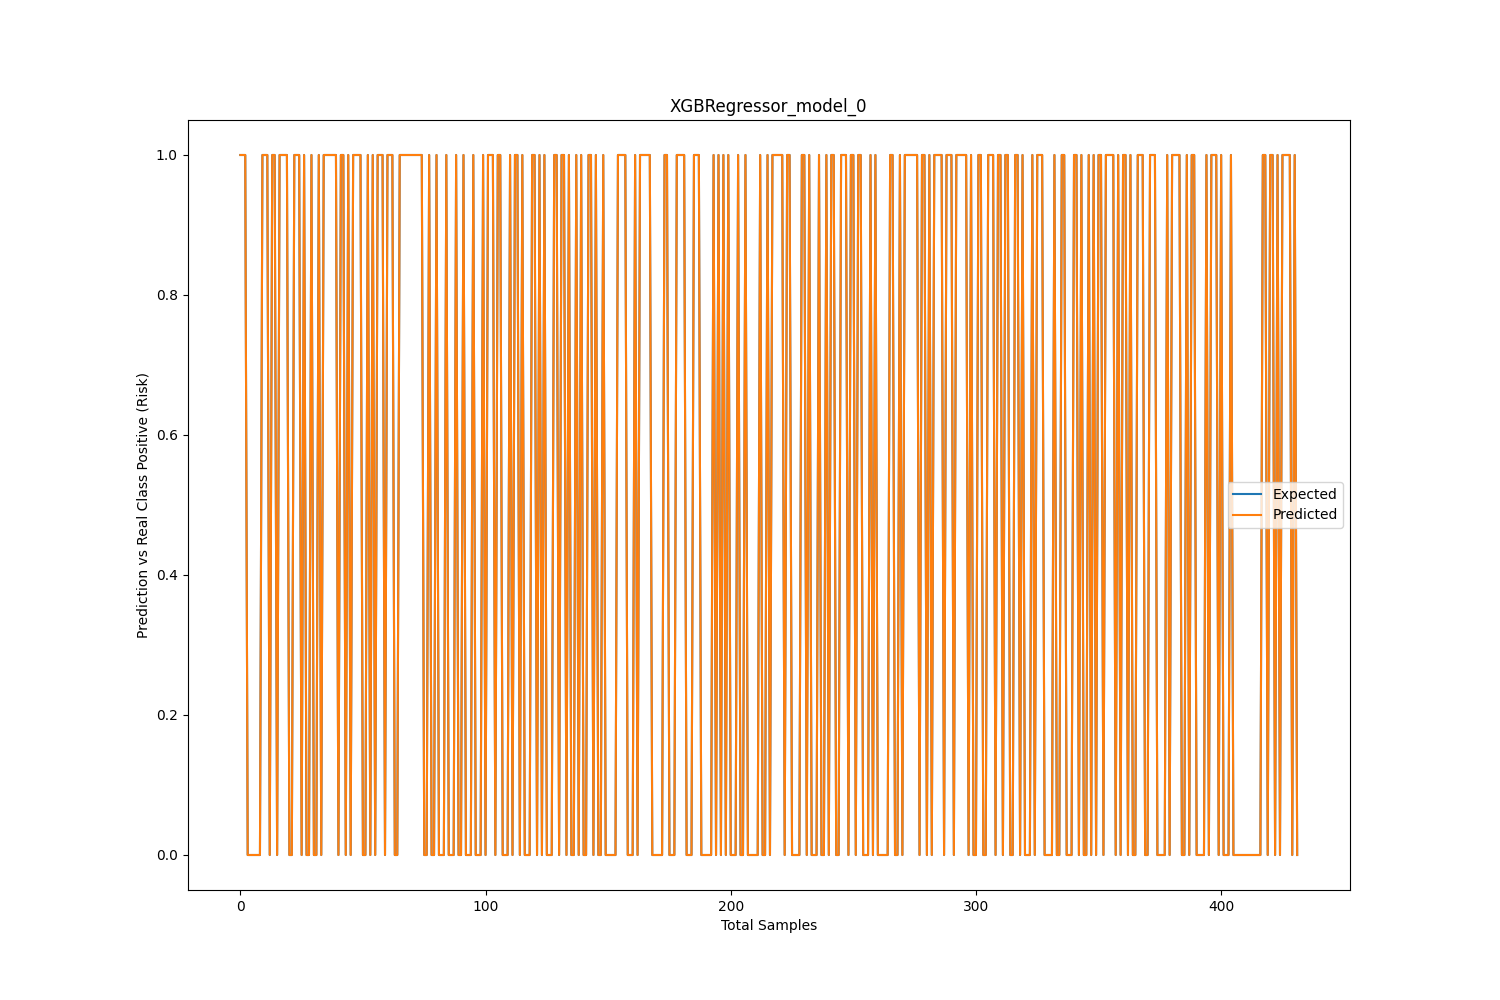 XGBRegressor_model_0
1.0
0.8
0.6
0.4
0.2
0.0
Prediction vs Real Class Positive (Risk)
Expected
Predicted
0
100
200
300
400
Total Samples